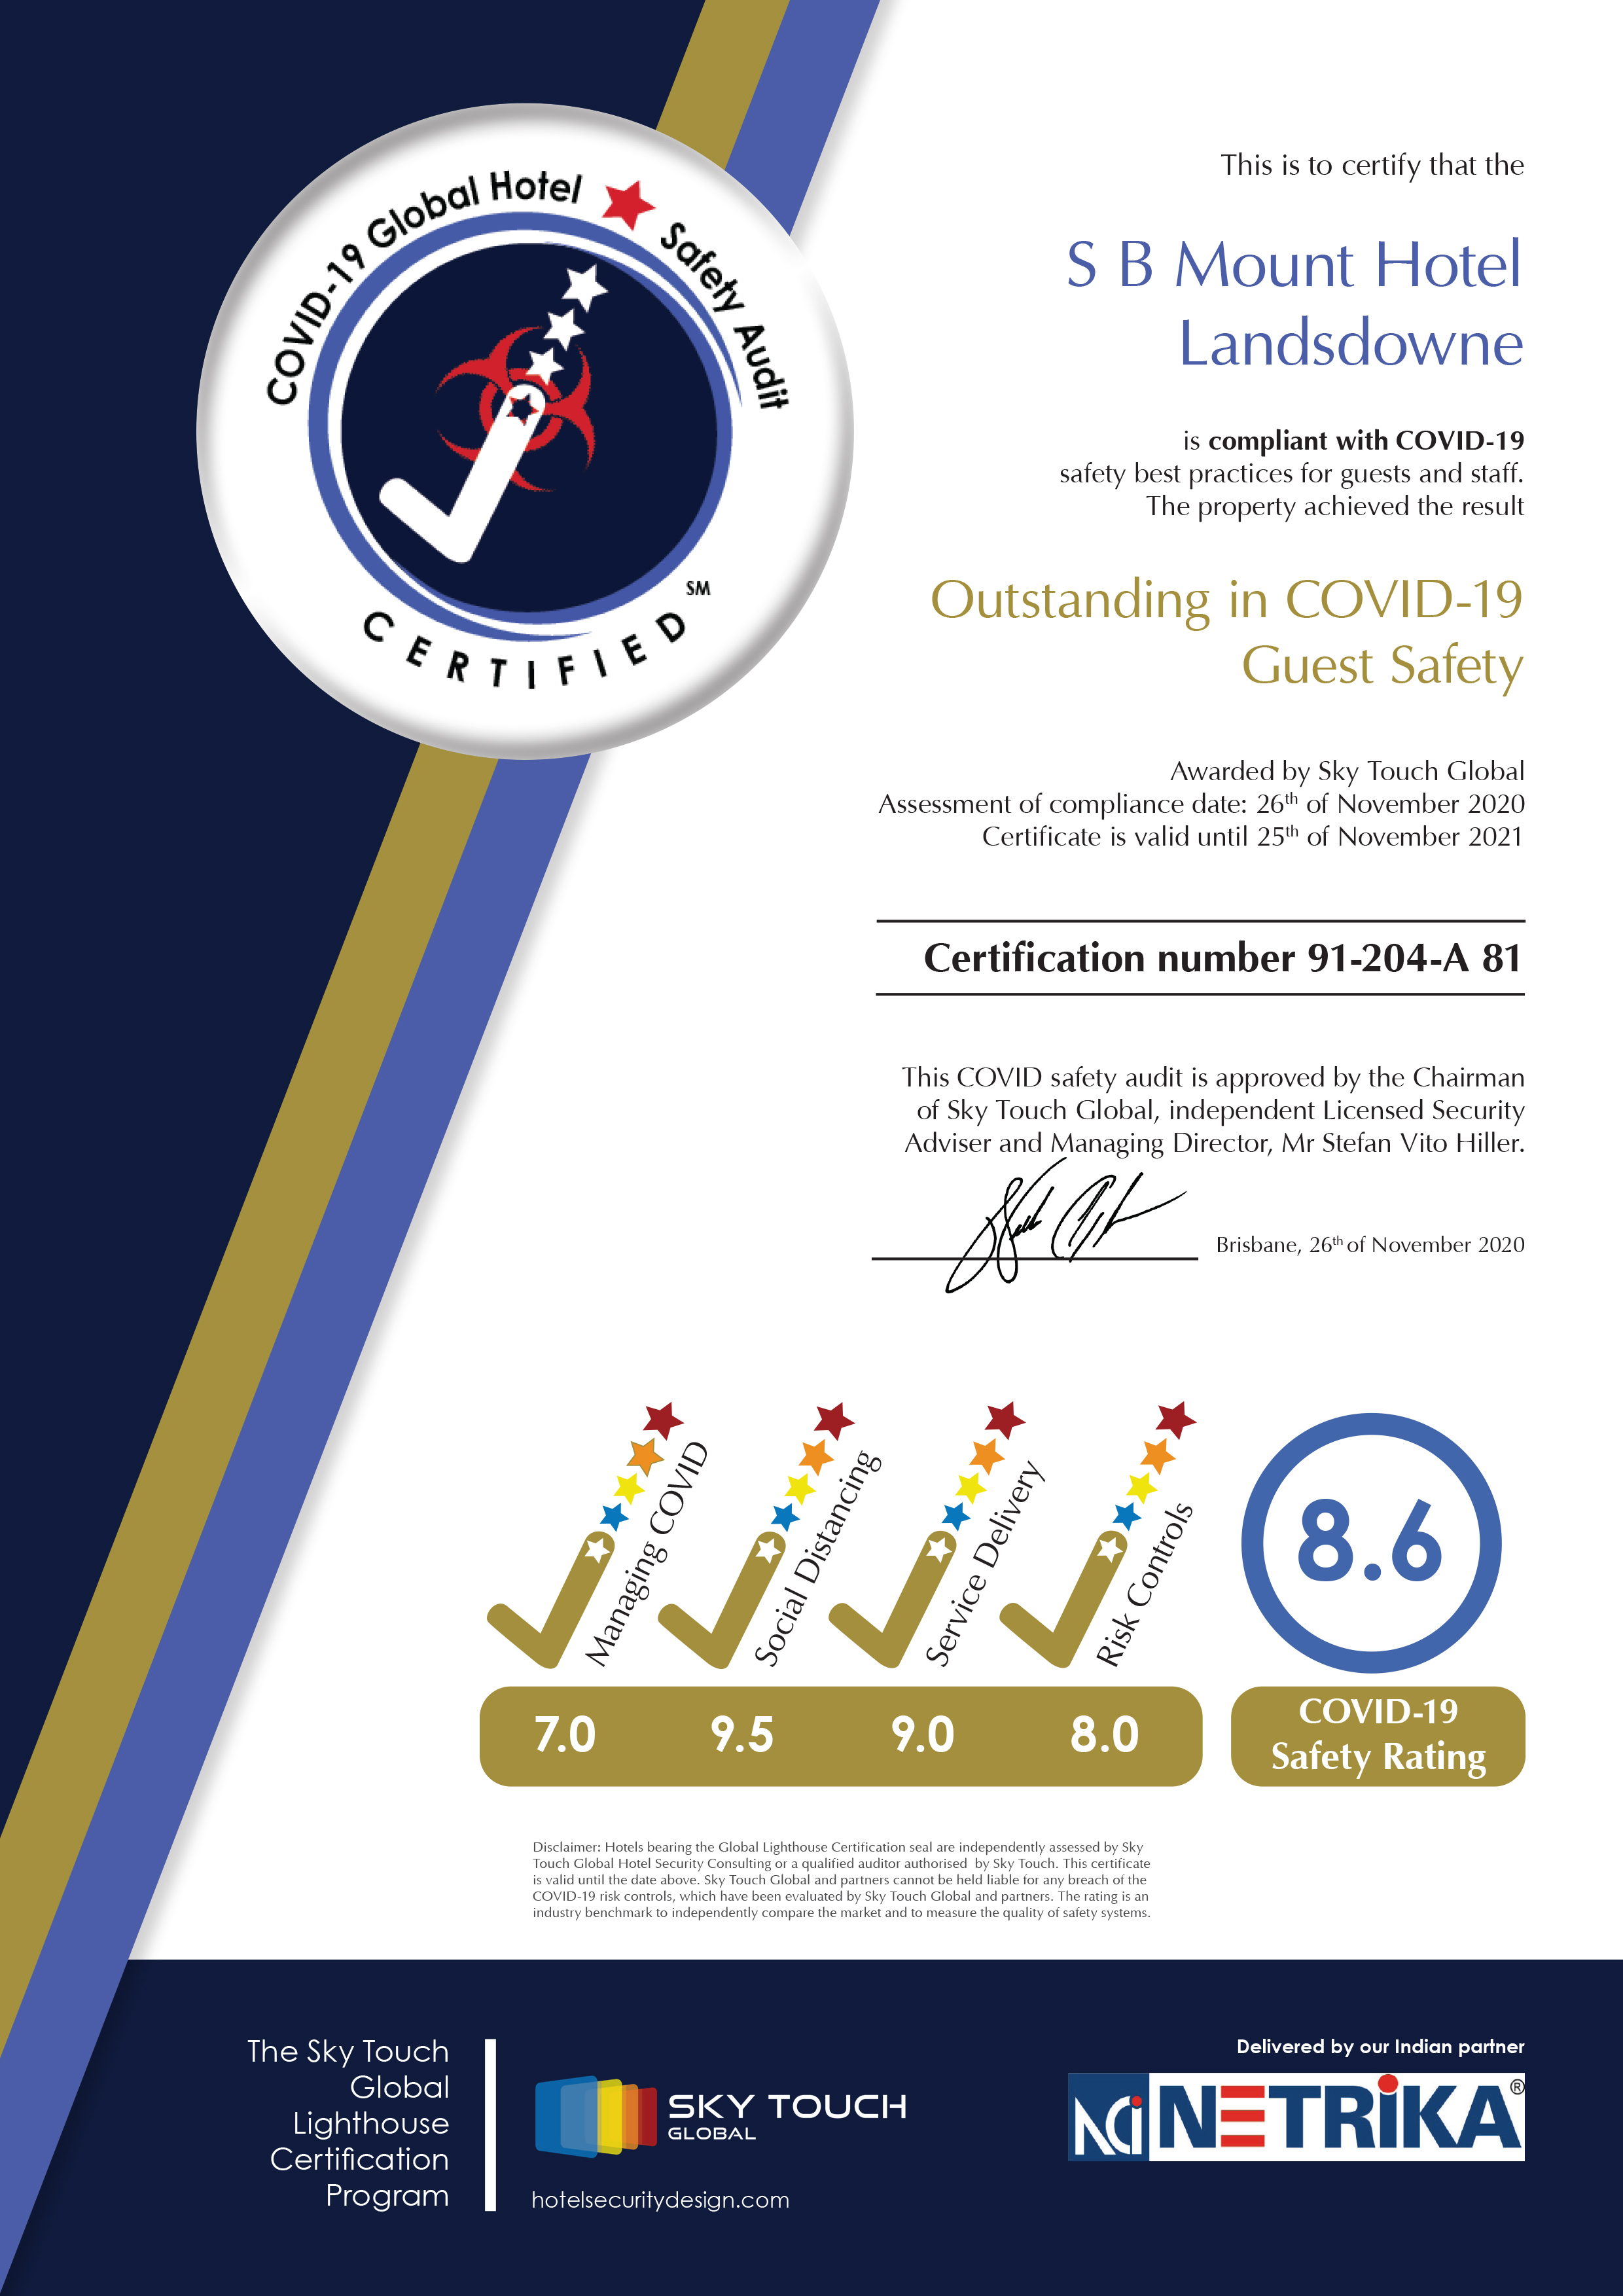 COVID-19 Global Hotel Safety Audit
CERTIFIED SM
This is to certify that the
S B Mount Hotel
Landsdowne
is compliant with COVID-19
safety best practices for guests and staff.
The property achieved the result
Outstanding in COVID-19
Guest Safety
Awarded by Sky Touch Global
Assessment of compliance date: 26th of November 2020
Certificate is valid until 25th of November 2021
Certification number 91-204-A 81
This COVID safety audit is approved by the Chairman
of Sky Touch Global, independent Licensed Security
Adviser and Managing Director, Mr Stefan Vito Hiller.
Brisbane, 26th of November 2020
Managing COVID
Social Distancing
Service Delivery
Risk Controls
8.6
7.0 9.5 9.0 8.0
COVID-19
Safety Rating
Disclaimer: Hotels bearing the Global Lighthouse Certification seal are independently assessed by Sky
Touch Global Hotel Security Consulting or a qualified auditor authorised by Sky Touch. This certificate
is valid until the date above. Sky Touch Global and partners cannot be held liable for any breach of the
COVID-19 risk controls, which have been evaluated by Sky Touch Global and partners. The rating is an
industry benchmark to independently compare the market and to measure the quality of safety systems.
The Sky Touch
Global
Lighthouse
Certification
Program
SKY TOUCH
GLOBAL
hotelsecuritydesign.com
Delivered by our Indian partner
NCi NETRiKA®